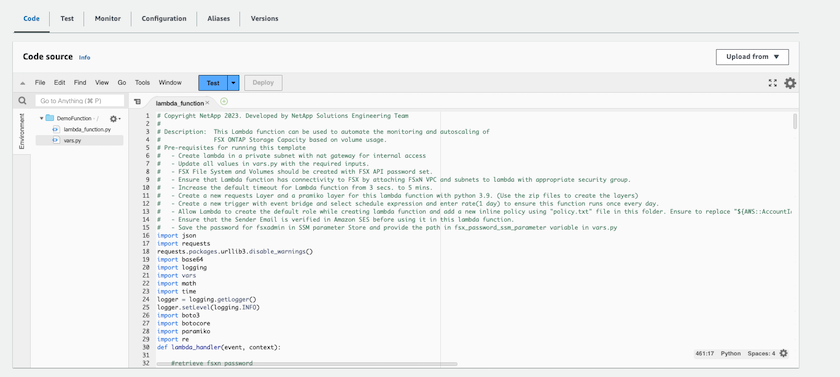 Code Test Monitor Configuration Aliases Versions
Code source Info
Upload from
File Edit Find View Go Tools Window Test Deploy
Go to Anything (⌘ P)
lambda_function
Environment
DemoFunction - /
lambda_function.py
vars.py
1 # Copyright NetApp 2023. Developed by NetApp Solutions Engineering Team
2 #
3 # Description: This Lambda function can be used to automate the monitoring and autoscaling of
4 # FSX ONTAP Storage Capacity based on volume usage.
5 # Pre-requisites for running this template
6 # - Create lambda in a private subnet with nat gateway for internal access
7 # - Update all values in vars.py with the required inputs.
8 # - FSX File System and Volumes should be created with FSX API password set.
9 # - Ensure that Lambda function has connectivity to FSX by attaching FSxN VPC and subnets to lambda with appropriate security group.
10 # - Increase the default timeout for Lambda function from 3 secs. to 5 mins.
11 # - Create a new requests Layer and a pramiko layer for this lambda function with python 3.9. (Use the zip files to create the layers)
12 # - Create a new trigger with event bridge and select schedule expression and enter rate(1 day) to ensure this function runs once every day.
13 # - Allow Lambda to create the default role while creating lambda function and add a new inline policy using "policy.txt" file in this folder. Ensure to replace "${AWS::AccountI
14 # - Ensure that the Sender Email is verified in Amazon SES before using it in this lambda function.
15 # - Save the password for fsxadmin in SSM parameter Store and provide the path in fsx_password_ssm_parameter variable in vars.py
16 import json
17 import requests
18 requests.packages.urllib3.disable_warnings()
19 import base64
20 import logging
21 import vars
22 import math
23 import time
24 logger = logging.getLogger()
25 logger.setLevel(logging.INFO)
26 import boto3
27 import botocore
28 import paramiko
29 import re
30 def lambda_handler(event, context):
31
32 #retrieve fsxn password
461:17 Python Spaces: 4